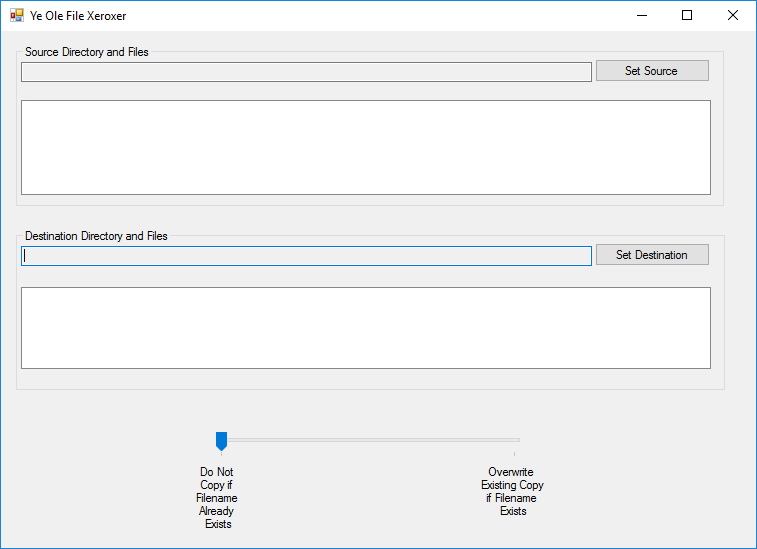 Ye Ole File Xeroxer
Source Directory and Files
Set Source
Destination Directory and Files
Set Destination
Do Not
Copy if
Filename
Already
Exists
Overwrite
Existing Copy
if Filename
Exists